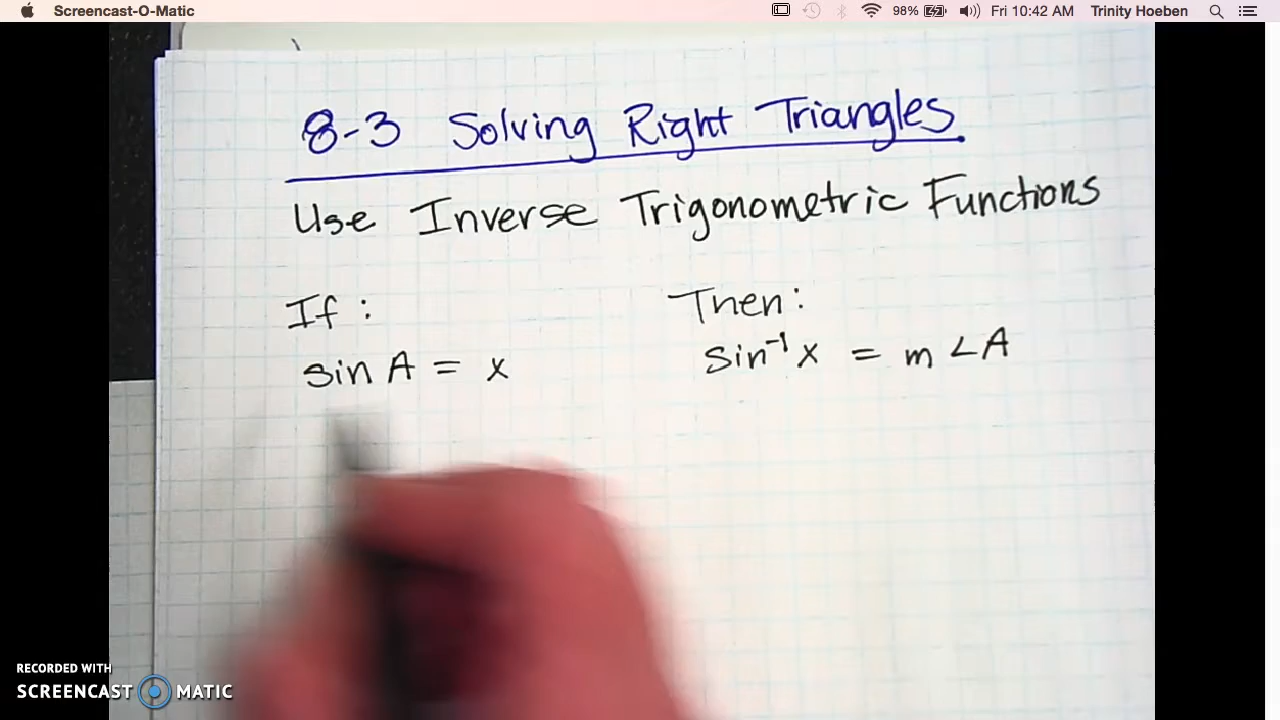 Screencast-O-Matic 98% Fri 10:42 AM Trinity Hoeben
8-3 Solving Right Triangles
Use Inverse Trigonometric Functions
If : Then :
sin A = x sin⁻¹ x = m ∠A
RECORDED WITH
SCREENCAST MATIC